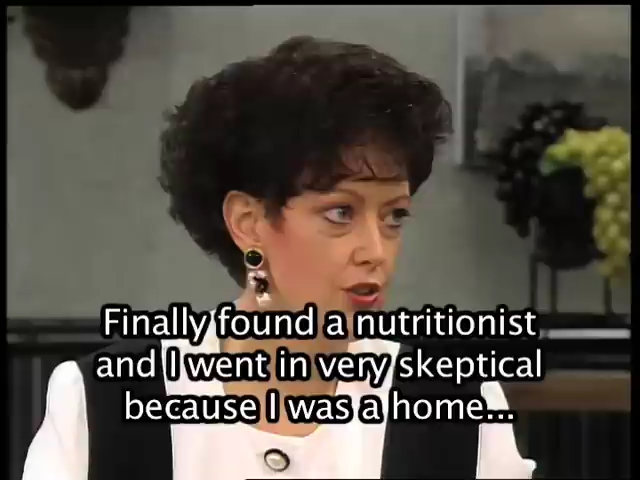 Finally found a nutritionist
and I went in very skeptical
because I was a home...